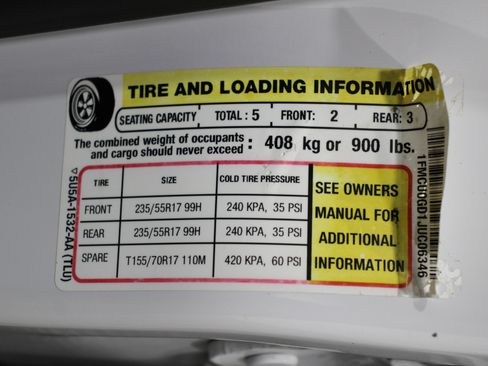 TIRE AND LOADING INFORMATION
SEATING CAPACITY TOTAL : 5 FRONT: 2 REAR: 3
The combined weight of occupants
and cargo should never exceed : 408 kg or 900 lbs.
TIRE SIZE COLD TIRE PRESSURE
FRONT 235/55R17 99H 240 KPA, 35 PSI
REAR 235/55R17 99H 240 KPA, 35 PSI
SPARE T155/70R17 110M 420 KPA, 60 PSI
SEE OWNERS
MANUAL FOR
ADDITIONAL
INFORMATION
5U5A-1532-AA (TLU)